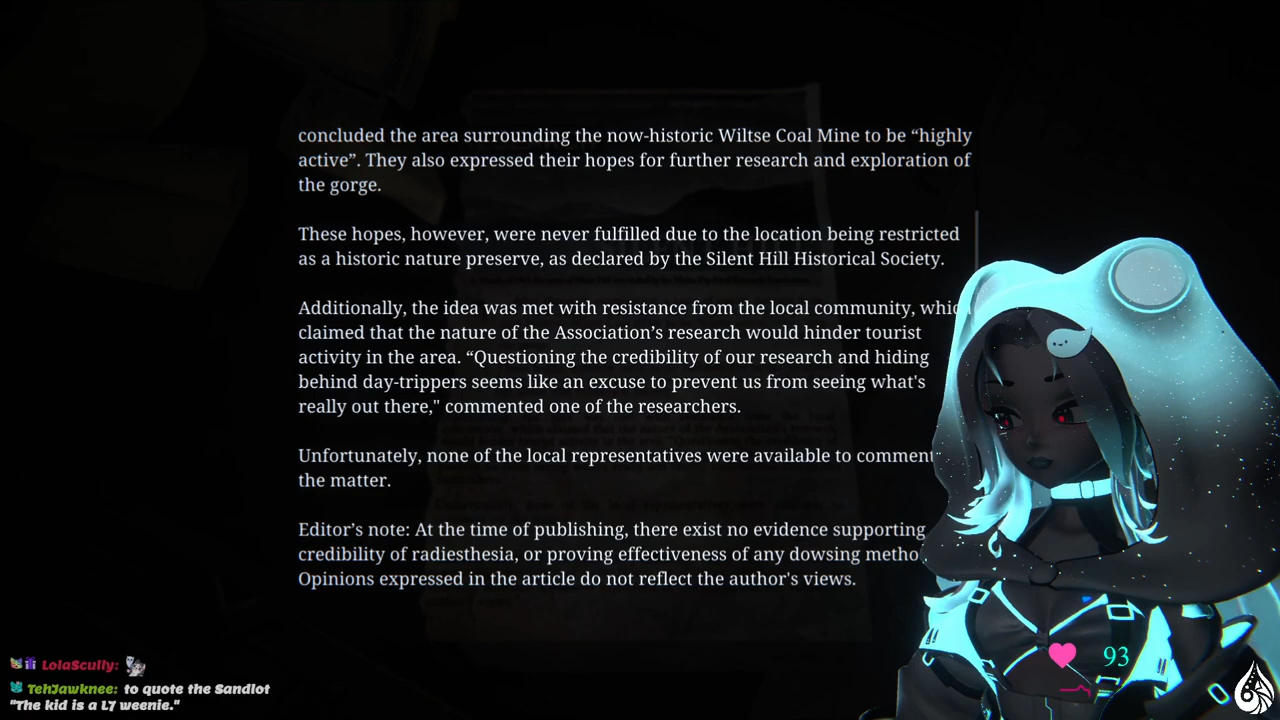 concluded the area surrounding the now-historic Wiltse Coal Mine to be “highly
active”. They also expressed their hopes for further research and exploration of
the gorge.
These hopes, however, were never fulfilled due to the location being restricted
as a historic nature preserve, as declared by the Silent Hill Historical Society.
Additionally, the idea was met with resistance from the local community, which
claimed that the nature of the Association’s research would hinder tourist
activity in the area. “Questioning the credibility of our research and hiding
behind day-trippers seems like an excuse to prevent us from seeing what's
really out there," commented one of the researchers.
Unfortunately, none of the local representatives were available to comment
the matter.
Editor’s note: At the time of publishing, there exist no evidence supporting
credibility of radiesthesia, or proving effectiveness of any dowsing
Opinions expressed in the article do not reflect the author's views.
93
LolaScully:
TehJawknee: to quote the Sandlot
"The kid is a L7 weenie."